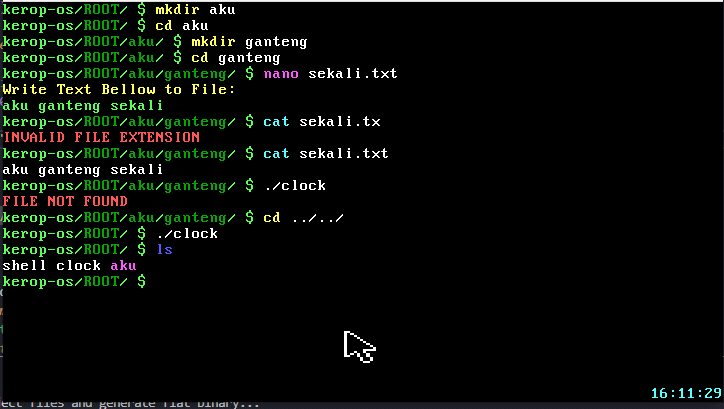 kerop-os/ROOT/ $ mkdir aku
kerop-os/ROOT/ $ cd aku
kerop-os/ROOT/aku/ $ mkdir ganteng
kerop-os/ROOT/aku/ $ cd ganteng
kerop-os/ROOT/aku/ganteng/ $ nano sekali.txt
Write Text Bellow to File:
aku ganteng sekali
kerop-os/ROOT/aku/ganteng/ $ cat sekali.tx
INVALID FILE EXTENSION
kerop-os/ROOT/aku/ganteng/ $ cat sekali.txt
aku ganteng sekali
kerop-os/ROOT/aku/ganteng/ $ ./clock
FILE NOT FOUND
kerop-os/ROOT/aku/ganteng/ $ cd ../../
kerop-os/ROOT/ $ ./clock
kerop-os/ROOT/ $ ls
shell clock aku
kerop-os/ROOT/ $
16:11:29
files and generate flat binary...